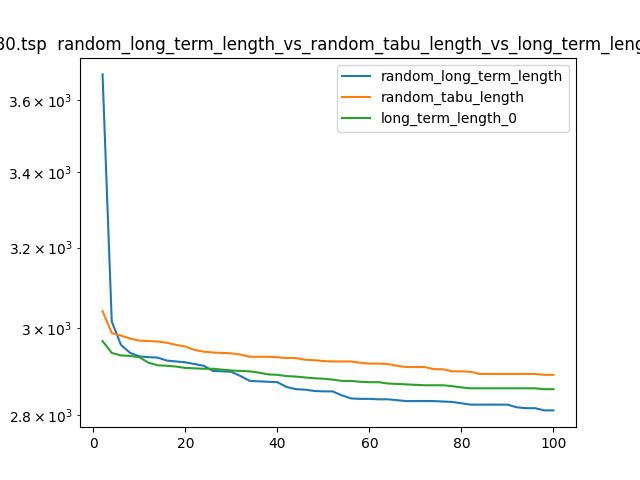 30.tsp random_long_term_length_vs_random_tabu_length_vs_long_term_leng
random_long_term_length
random_tabu_length
long_term_length_0
3.6 × 10³
3.4 × 10³
3.2 × 10³
3 × 10³
2.8 × 10³
0 20 40 60 80 100